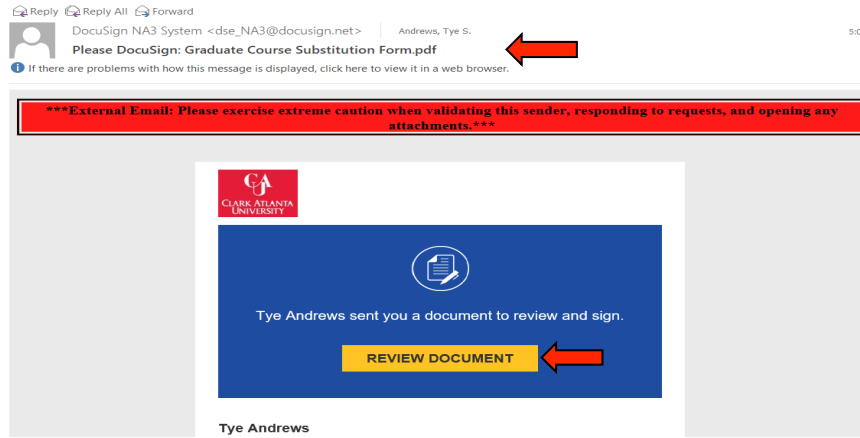 Reply Reply All Forward
DocuSign NA3 System <dse_NA3@docusign.net> Andrews, Tye S. 5:0
Please DocuSign: Graduate Course Substitution Form.pdf
If there are problems with how this message is displayed, click here to view it in a web browser.
***External Email: Please exercise extreme caution when validating this sender, responding to requests, and opening any
attachments.***
CAU
CLARK ATLANTA
UNIVERSITY
Tye Andrews sent you a document to review and sign.
REVIEW DOCUMENT
Tye Andrews